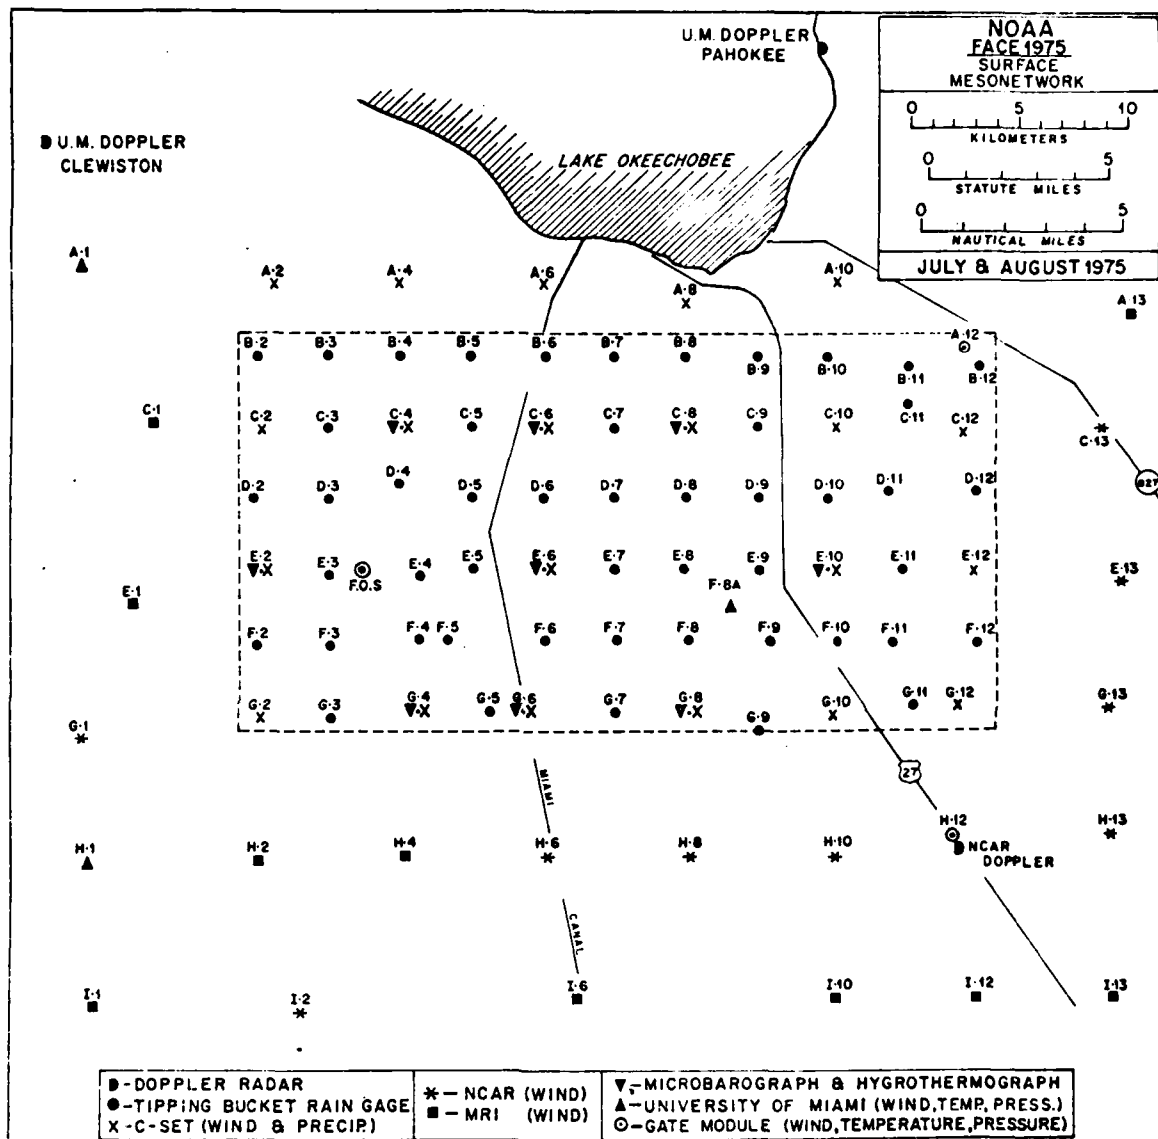 U.M. DOPPLER
PAHOKEE
NOAA
FACE 1975
SURFACE
MESONETWORK
0 5 10
KILOMETERS
0 5
STATUTE MILES
0 5
NAUTICAL MILES
JULY & AUGUST 1975
U.M. DOPPLER
CLEWISTON
LAKE OKEECHOBEE
A·1 A·2 A·4 A·6 A·8 A·10 A·13
A·12
B·2 B·3 B·4 B·5 B·6 B·7 B·8 B·9 B·10 B·11 B·12
C·1 C·2 C·3 C·4 C·5 C·6 C·7 C·8 C·9 C·10 C·11 C·12 C·13
827
D·2 D·3 D·4 D·5 D·6 D·7 D·8 D·9 D·10 D·11 D·12
E·1 E·2 E·3 F.O.S E·4 E·5 E·6 E·7 E·8 E·9 E·10 E·11 E·12 E·13
F·8A
F·2 F·3 F·4 F·5 F·6 F·7 F·8 F·9 F·10 F·11 F·12
G·1 G·2 G·3 G·4 G·5 G·6 G·7 G·8 G·9 G·10 G·11 G·12 G·13
27
MIAMI
H·1 H·2 H·4 H·6 H·8 H·10 H·12 H·13
NCAR
DOPPLER
CANAL
I·1 I·2 I·6 I·10 I·12 I·13
-DOPPLER RADAR
-TIPPING BUCKET RAIN GAGE
X -C-SET (WIND & PRECIP.)
— NCAR (WIND)
— MRI (WIND)
-MICROBAROGRAPH & HYGROTHERMOGRAPH
-UNIVERSITY OF MIAMI (WIND,TEMP., PRESS.)
-GATE MODULE (WIND,TEMPERATURE,PRESSURE)